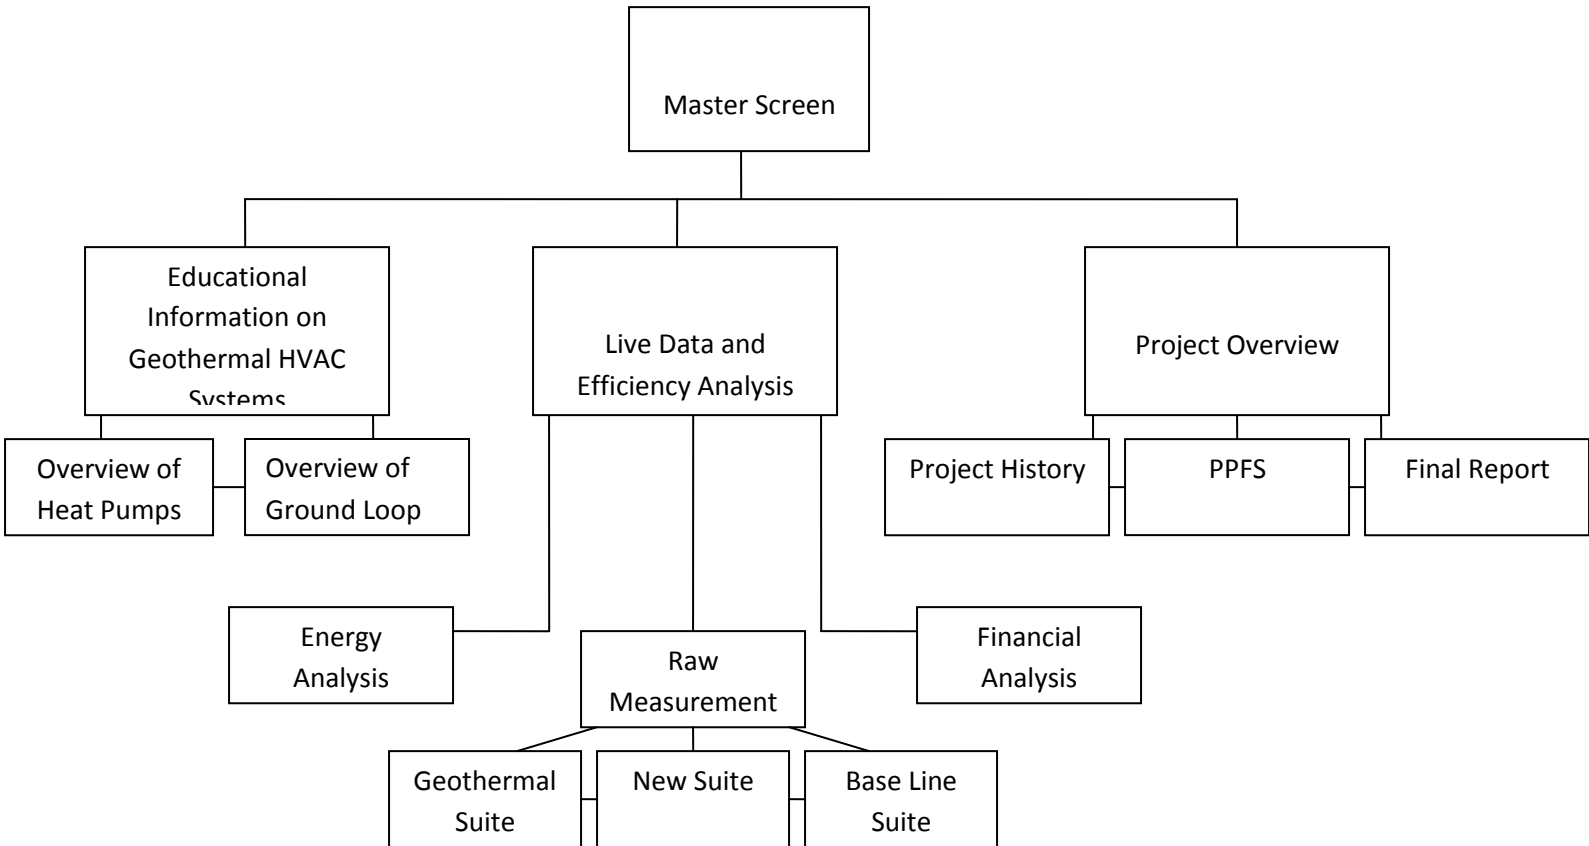 Master Screen
Educational
Information on
Geothermal HVAC
Systems
Live Data and
Efficiency Analysis
Project Overview
Overview of
Heat Pumps
Overview of
Ground Loop
Project History
PPFS
Final Report
Energy
Analysis
Raw
Measurement
Financial
Analysis
Geothermal
Suite
New Suite
Base Line
Suite